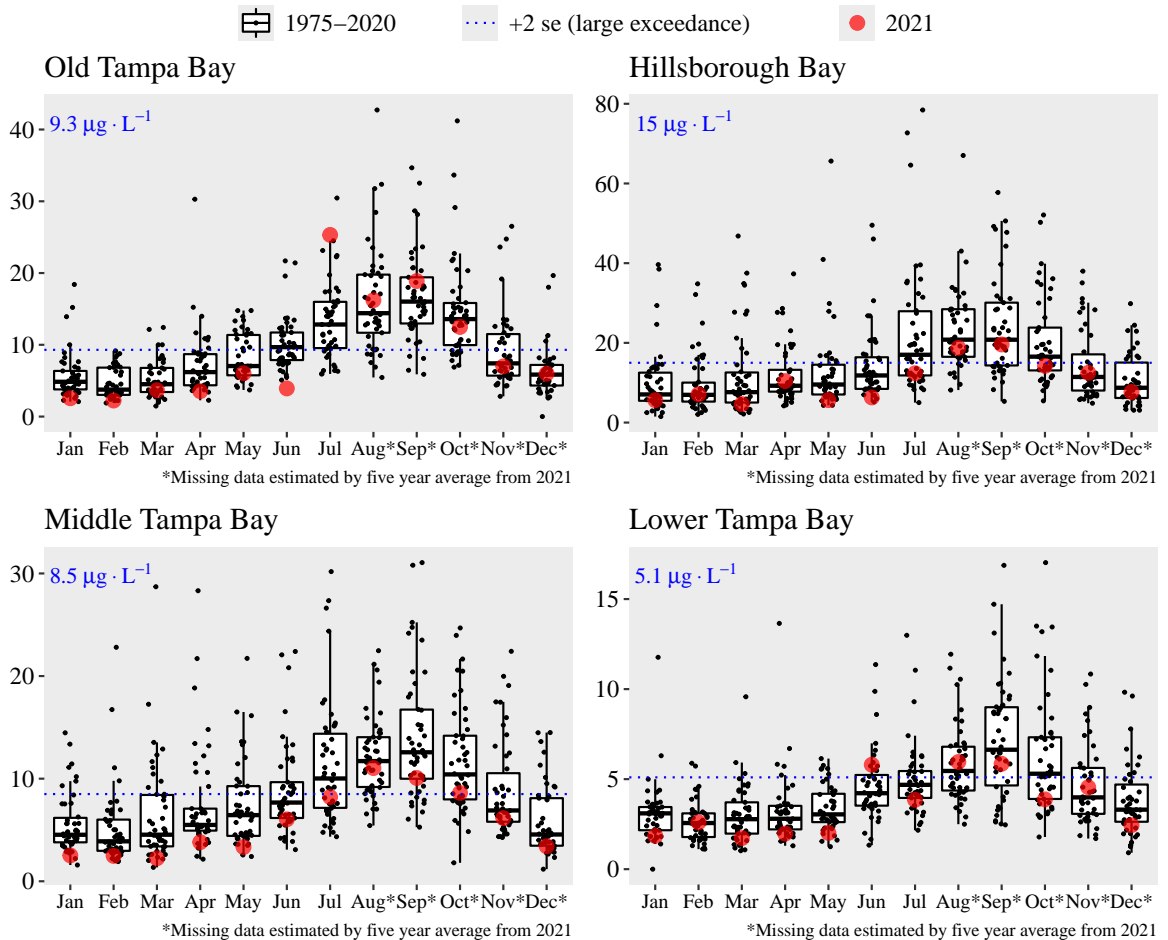 1975–2020 +2 se (large exceedance) 2021
Old Tampa Bay
9.3 μg · L⁻¹
40
30
20
10
0
Jan Feb Mar Apr May Jun Jul Aug* Sep* Oct* Nov* Dec*
*Missing data estimated by five year average from 2021
Hillsborough Bay
15 μg · L⁻¹
80
60
40
20
0
Jan Feb Mar Apr May Jun Jul Aug* Sep* Oct* Nov* Dec*
*Missing data estimated by five year average from 2021
Middle Tampa Bay
8.5 μg · L⁻¹
30
20
10
0
Jan Feb Mar Apr May Jun Jul Aug* Sep* Oct* Nov* Dec*
*Missing data estimated by five year average from 2021
Lower Tampa Bay
5.1 μg · L⁻¹
15
10
5
0
Jan Feb Mar Apr May Jun Jul Aug* Sep* Oct* Nov* Dec*
*Missing data estimated by five year average from 2021